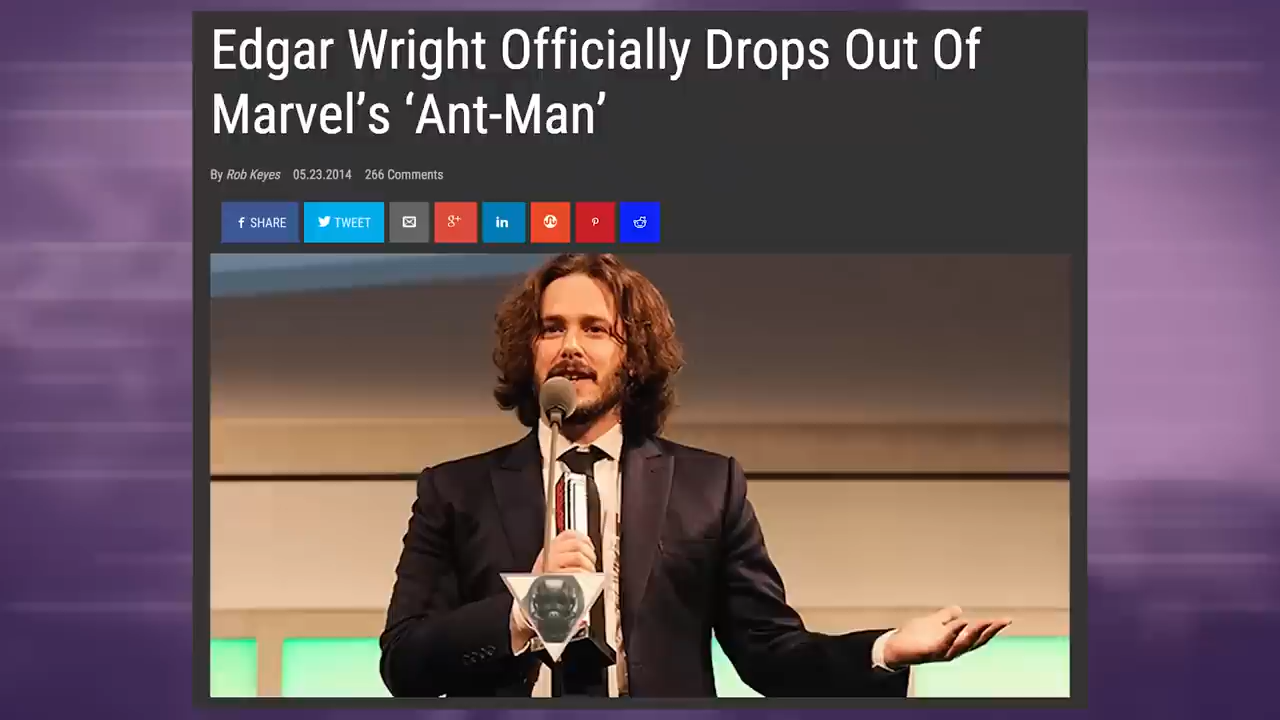 Edgar Wright Officially Drops Out Of
Marvel’s ‘Ant-Man’
By Rob Keyes 05.23.2014 266 Comments
f SHARE TWEET g+ in